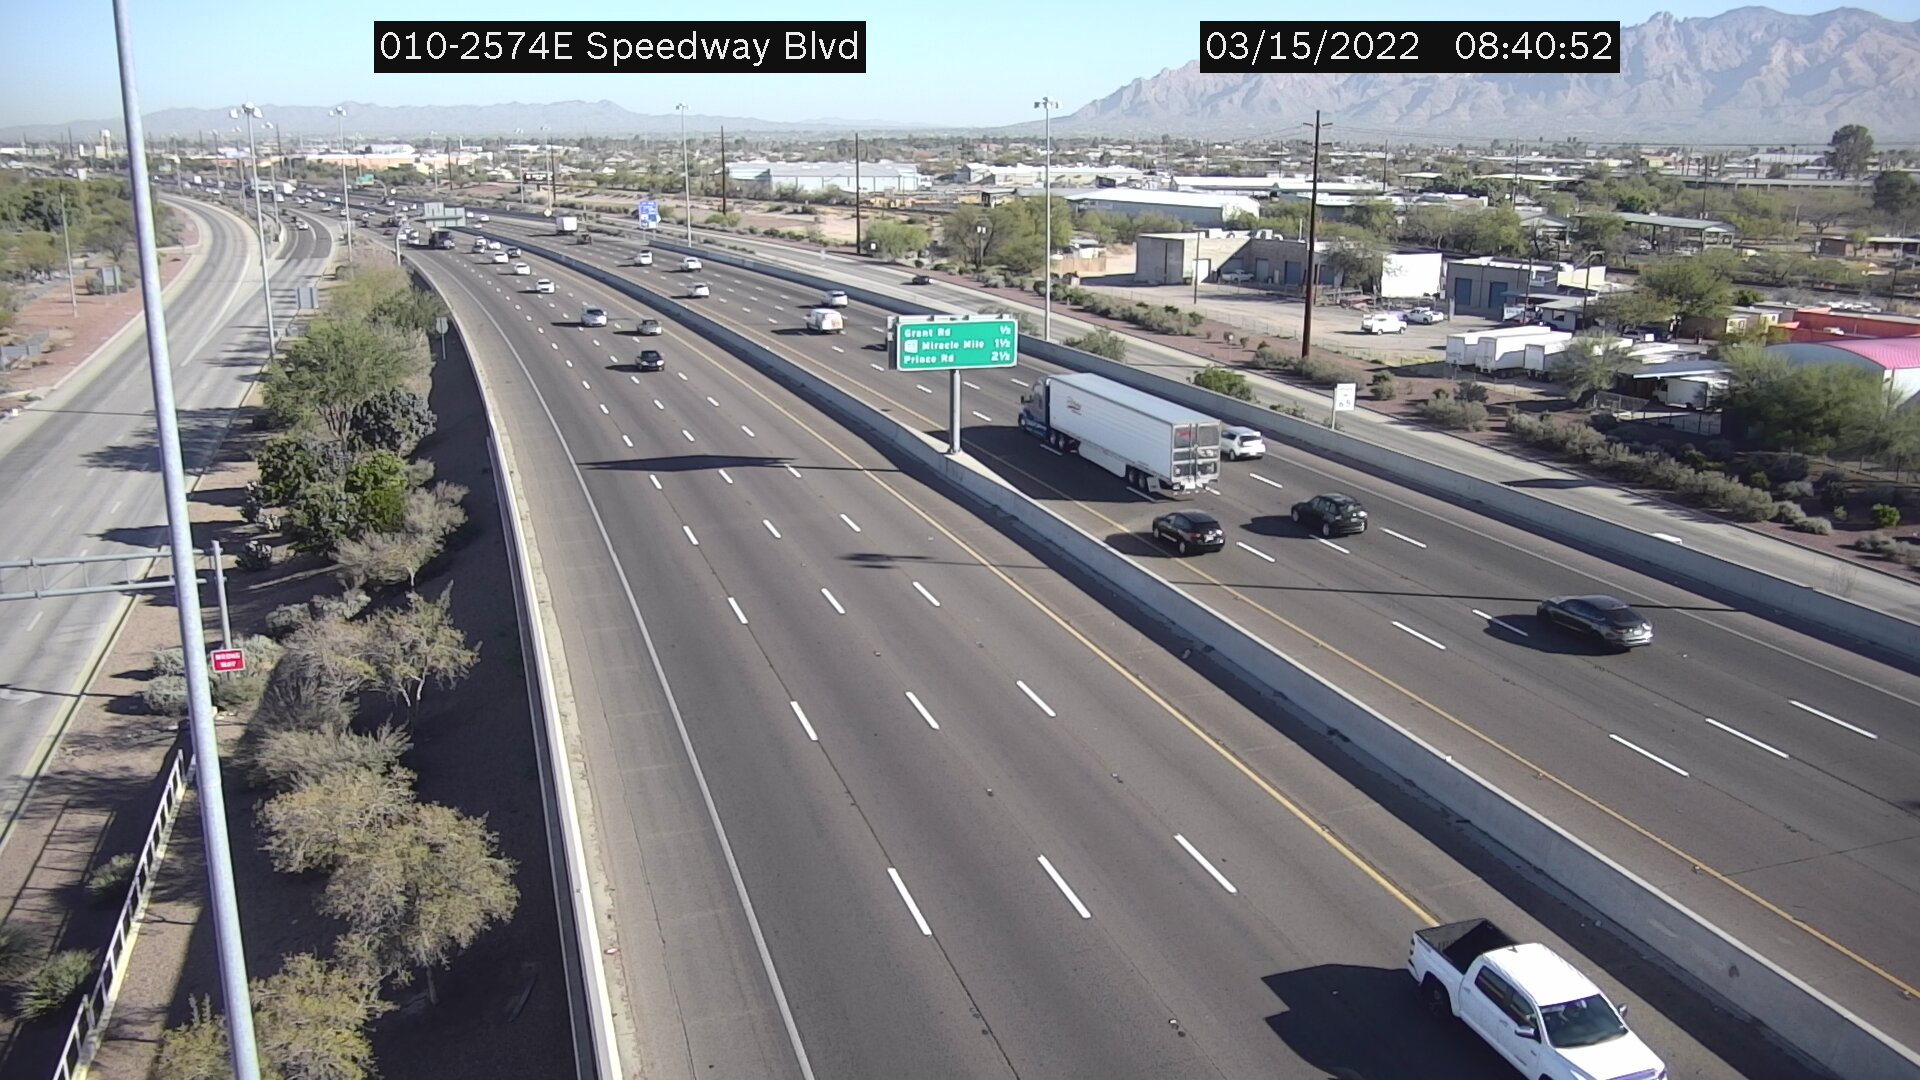 010-2574E Speedway Blvd
03/15/2022 08:40:52
Grant Rd ½
Miracle Mile 1½
Prince Rd 2½
WRONG WAY